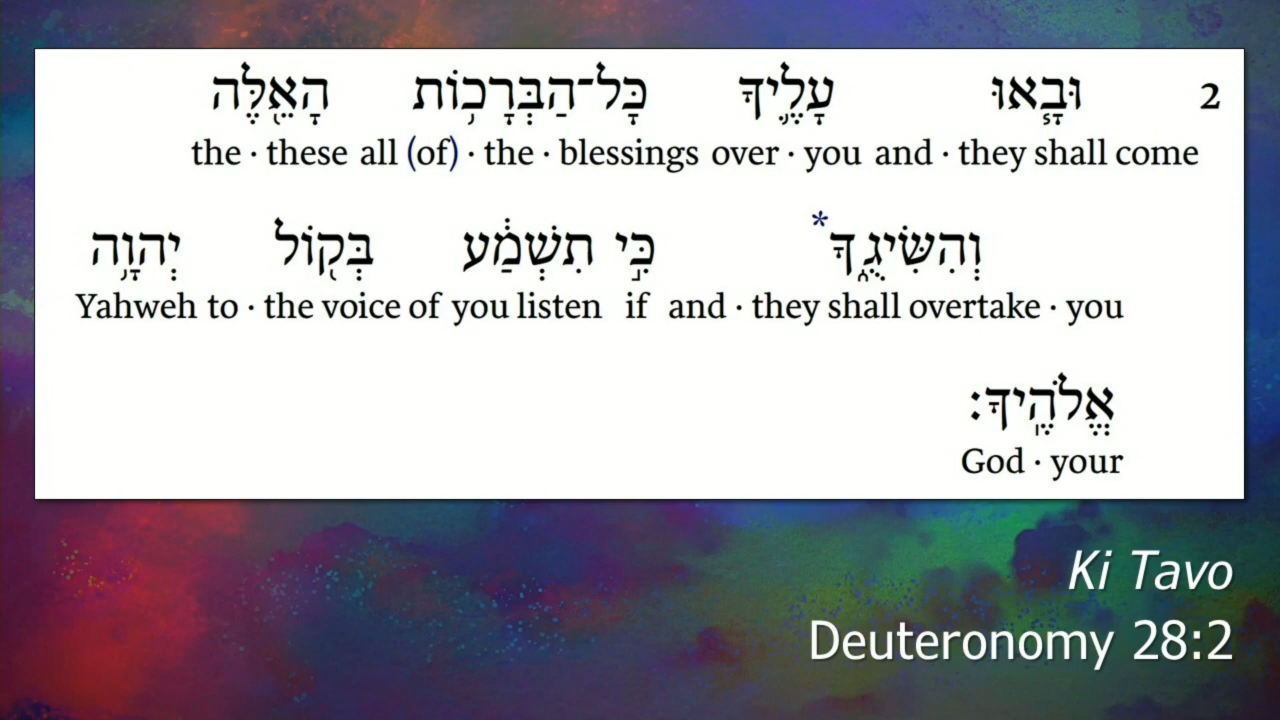 2 וּבָ֧אוּ עָלֶ֛יךָ כָּל־הַבְּרָכ֥וֹת הָאֵ֖לֶּה
the · these all (of) · the · blessings over · you and · they shall come
וְהִשִּׂיגֻ֑ךָ* כִּ֣י תִשְׁמַ֔ע בְּק֖וֹל יְהוָ֥ה
Yahweh to · the voice of you listen if and · they shall overtake · you
אֱלֹהֶֽיךָ׃
God · your
Ki Tavo
Deuteronomy 28:2